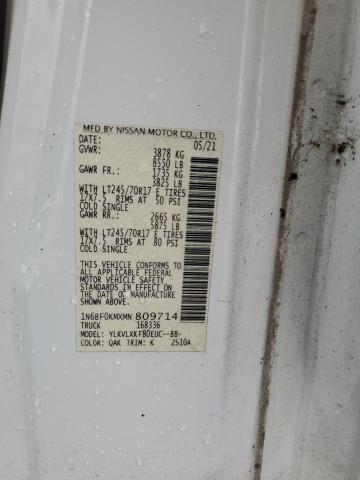 MFD BY NISSAN MOTOR CO., LTD.
DATE: 05/21
GVWR: 3878 KG
8550 LB
GAWR FR.: 1735 KG
3825 LB
WITH LT245/70R17 E TIRES
17X7.5 RIMS AT 50 PSI
COLD SINGLE
GAWR RR.: 2665 KG
5875 LB
WITH LT245/70R17 E TIRES
17X7.5 RIMS AT 80 PSI
COLD SINGLE
THIS VEHICLE CONFORMS TO
ALL APPLICABLE FEDERAL
MOTOR VEHICLE SAFETY
STANDARDS IN EFFECT ON
THE DATE OF MANUFACTURE
SHOWN ABOVE.
1N6BF0KMXMN 809714
TRUCK 168336
MODEL: YLKVLXKF80EUC--BB-
COLOR: QAK TRIM: K ZS10A